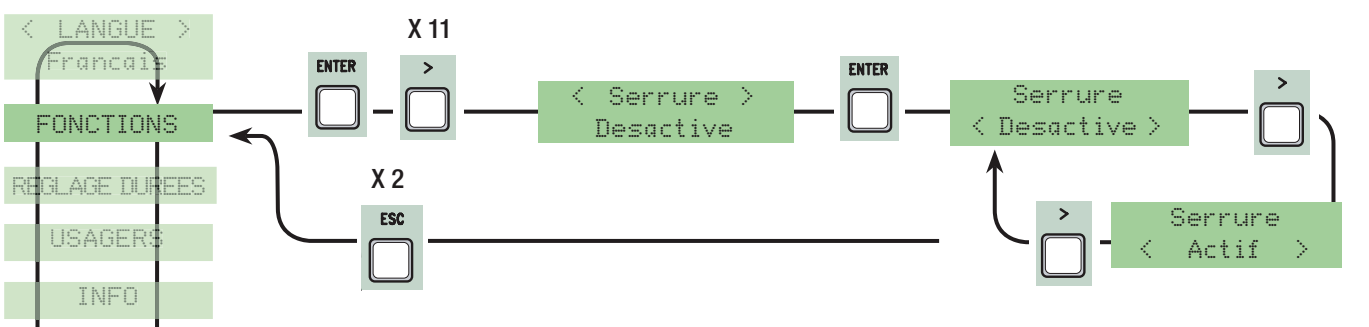 < LANGUE >
Francais
FONCTIONS
REGLAGE DUREES
USAGERS
INFO
ENTER
X 11
>
< Serrure >
Desactive
ENTER
Serrure
< Desactive >
>
Serrure
< Actif >
>
X 2
ESC